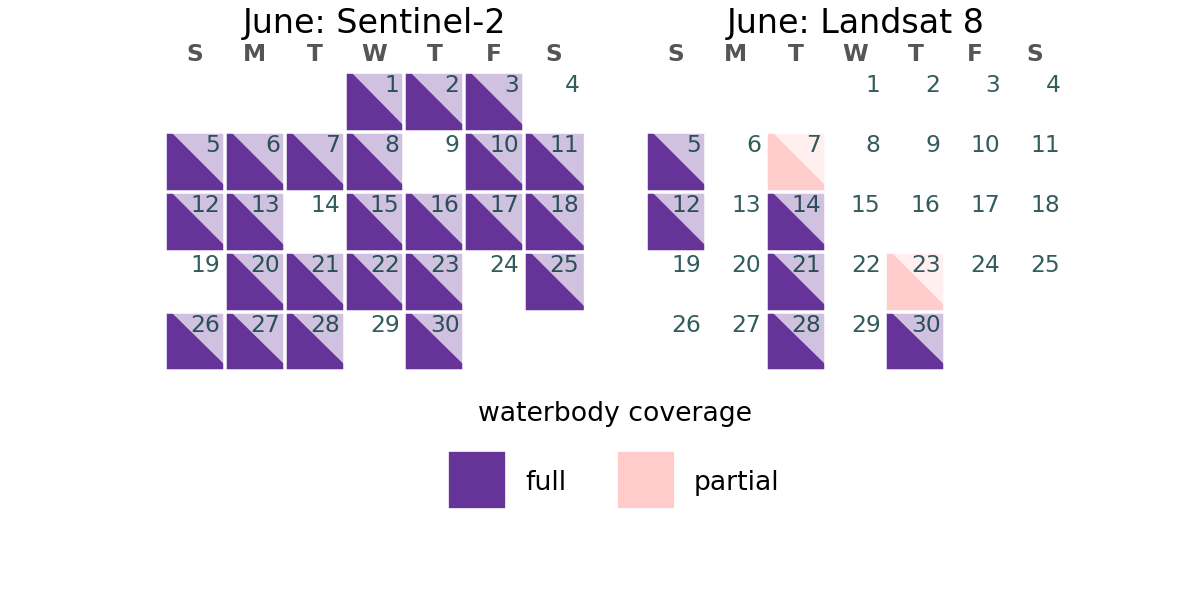 June: Sentinel-2
S M T W T F S
1 2 3 4
5 6 7 8 9 10 11
12 13 14 15 16 17 18
19 20 21 22 23 24 25
26 27 28 29 30
June: Landsat 8
S M T W T F S
1 2 3 4
5 6 7 8 9 10 11
12 13 14 15 16 17 18
19 20 21 22 23 24 25
26 27 28 29 30
waterbody coverage
full
partial